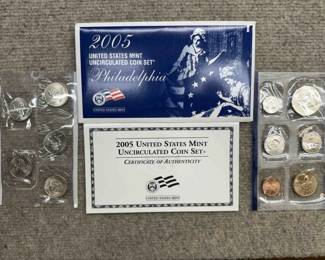 2005
UNITED STATES MINT
UNCIRCULATED COIN SET®
Philadelphia
UNITED STATES MINT
2005 UNITED STATES MINT
UNCIRCULATED COIN SET®
CERTIFICATE OF AUTHENTICITY
UNITED STATES MINT